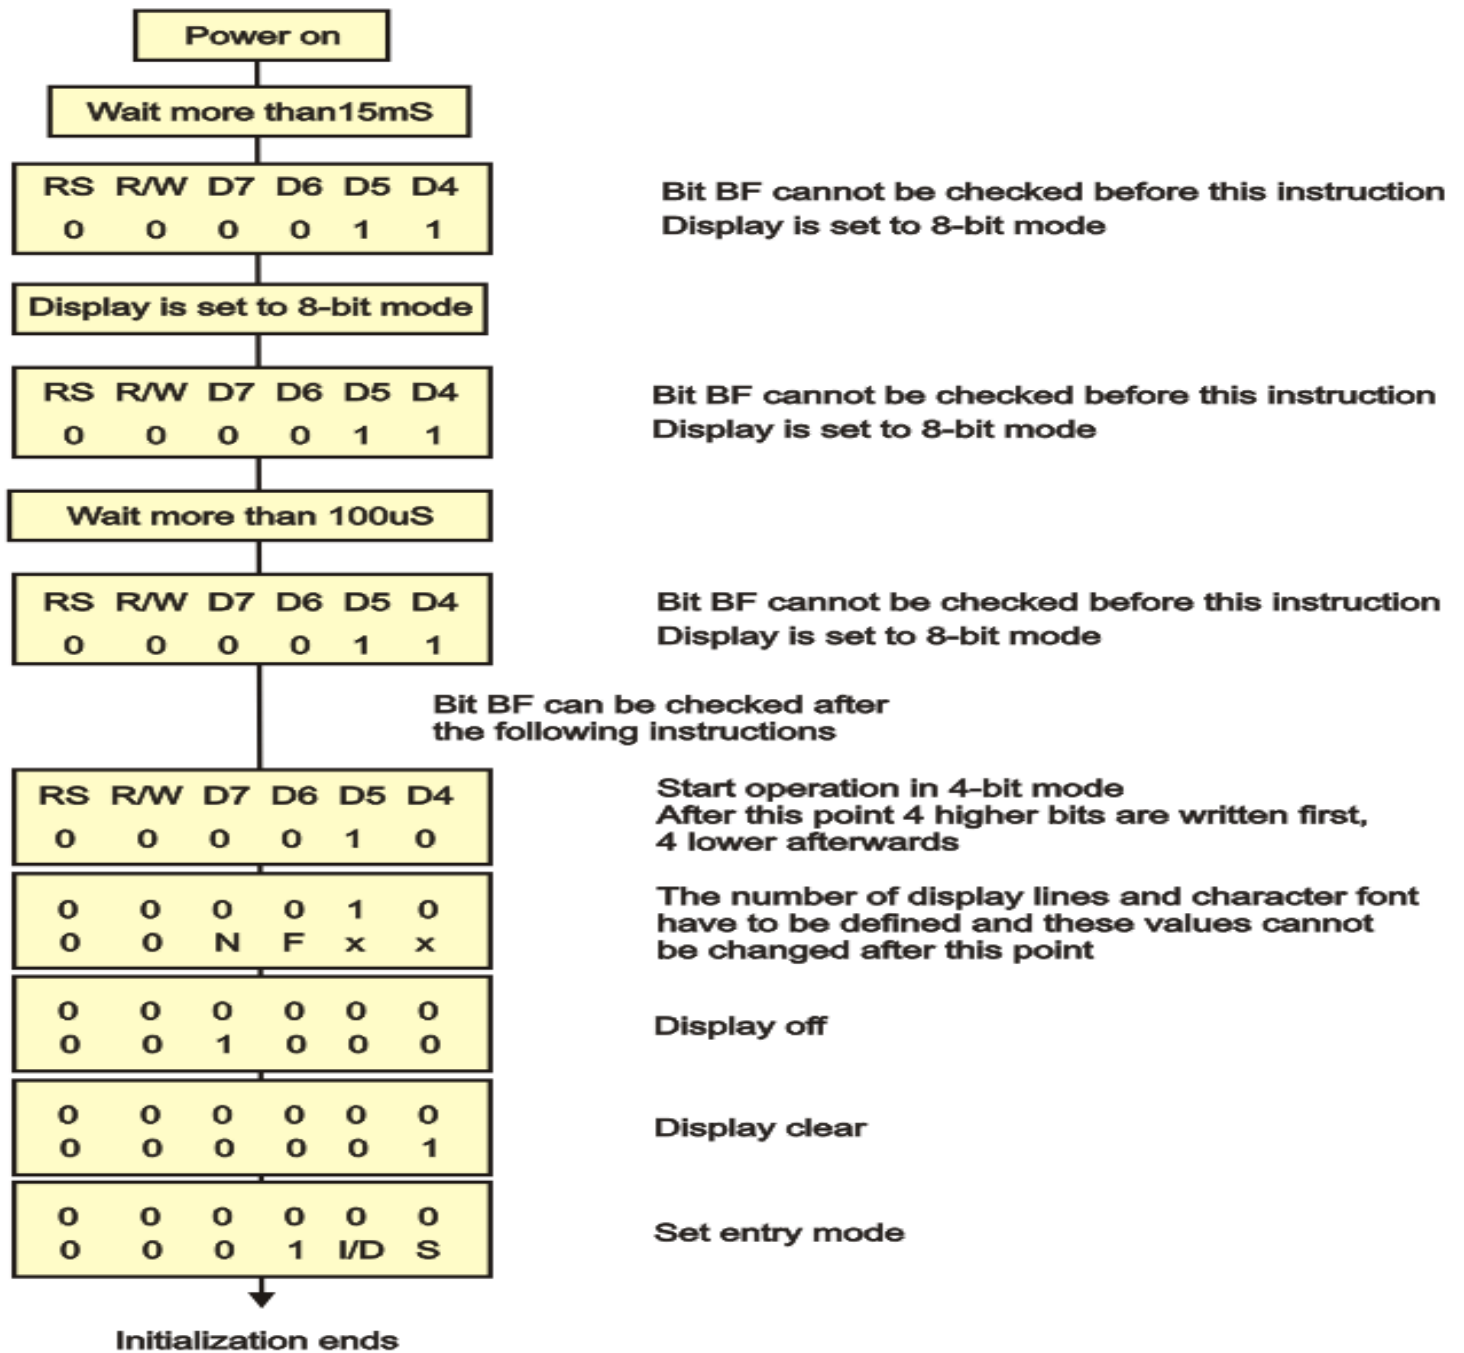 Power on
Wait more than15mS
RS R/W D7 D6 D5 D4
0 0 0 0 1 1
Bit BF cannot be checked before this instruction
Display is set to 8-bit mode
Display is set to 8-bit mode
RS R/W D7 D6 D5 D4
0 0 0 0 1 1
Bit BF cannot be checked before this instruction
Display is set to 8-bit mode
Wait more than 100uS
RS R/W D7 D6 D5 D4
0 0 0 0 1 1
Bit BF cannot be checked before this instruction
Display is set to 8-bit mode
Bit BF can be checked after
the following instructions
RS R/W D7 D6 D5 D4
0 0 0 0 1 0
Start operation in 4-bit mode
After this point 4 higher bits are written first,
4 lower afterwards
0 0 0 0 1 0
0 0 N F x x
The number of display lines and character font
have to be defined and these values cannot
be changed after this point
0 0 0 0 0 0
0 0 1 0 0 0
Display off
0 0 0 0 0 0
0 0 0 0 0 1
Display clear
0 0 0 0 0 0
0 0 0 1 I/D S
Set entry mode
Initialization ends